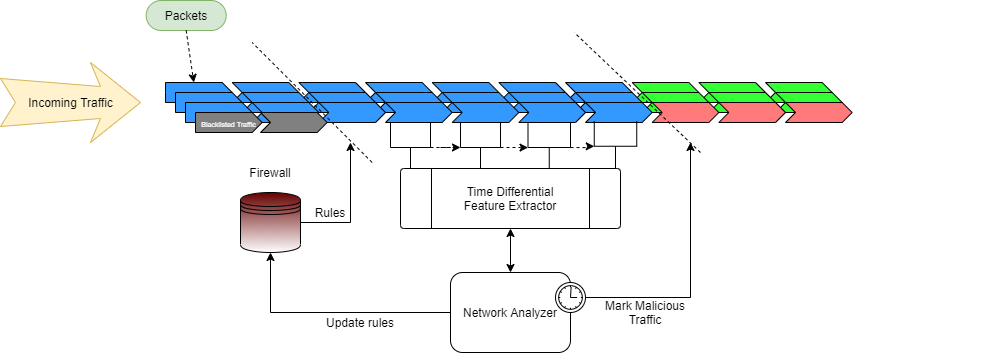 Packets
Incoming Traffic
Blacklisted Traffic
Firewall
Rules
Time Differential
Feature Extractor
Network Analyzer
Mark Malicious
Traffic
Update rules